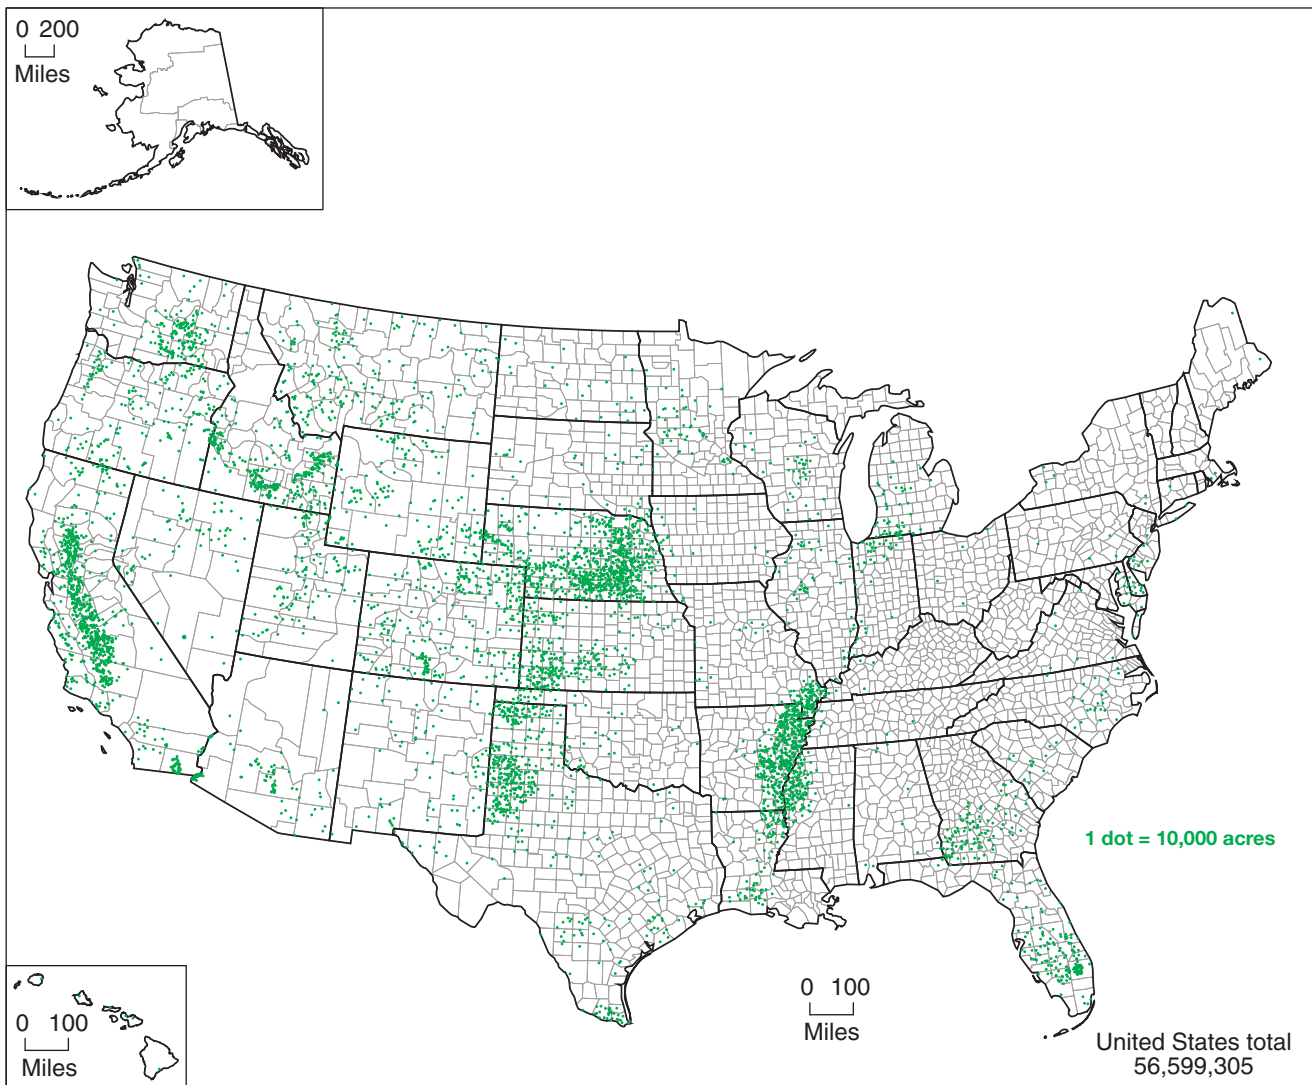 0 200
Miles
1 dot = 10,000 acres
0 100
Miles
0 100
Miles
United States total
56,599,305